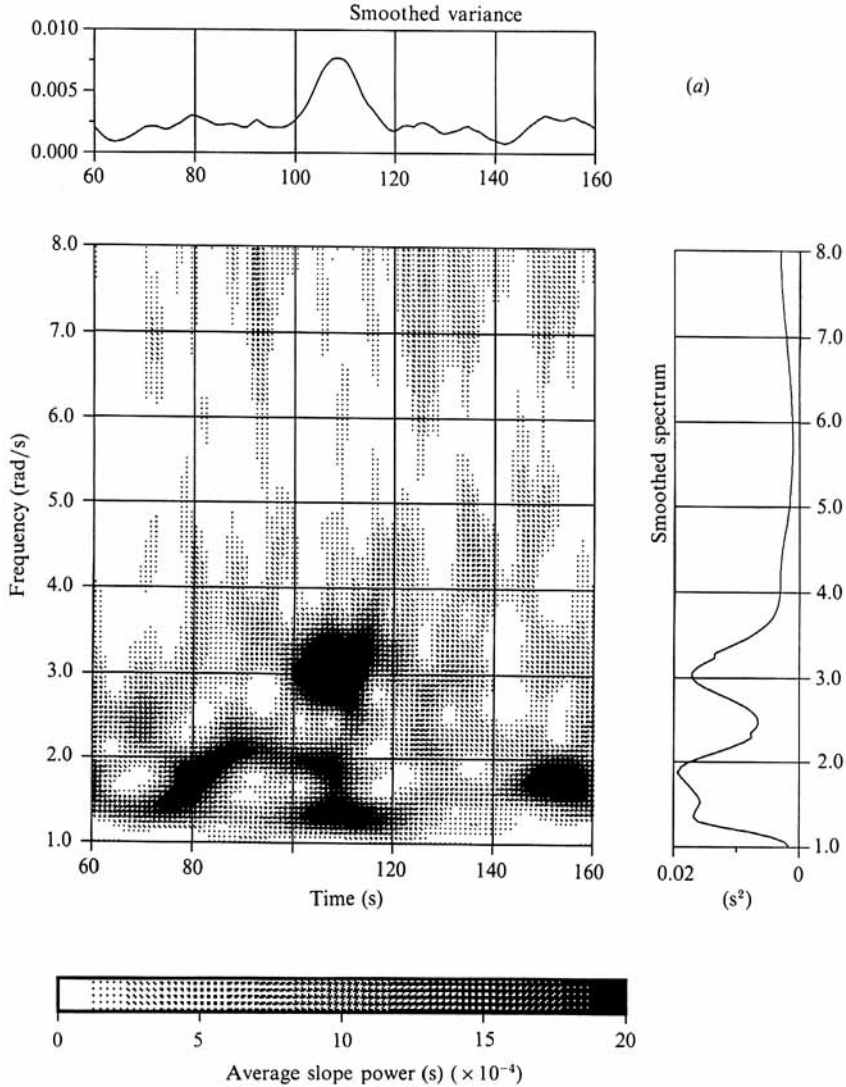 Smoothed variance
0.010
0.005
0.000
(a)
60 80 100 120 140 160
8.0
7.0
6.0
5.0
4.0
3.0
2.0
1.0
Frequency (rad/s)
60 80 120 140 160
Time (s)
8.0
7.0
6.0
5.0
4.0
3.0
2.0
1.0
Smoothed spectrum
0.02 0
(s²)
0 5 10 15 20
Average slope power (s) (× 10⁻⁴)